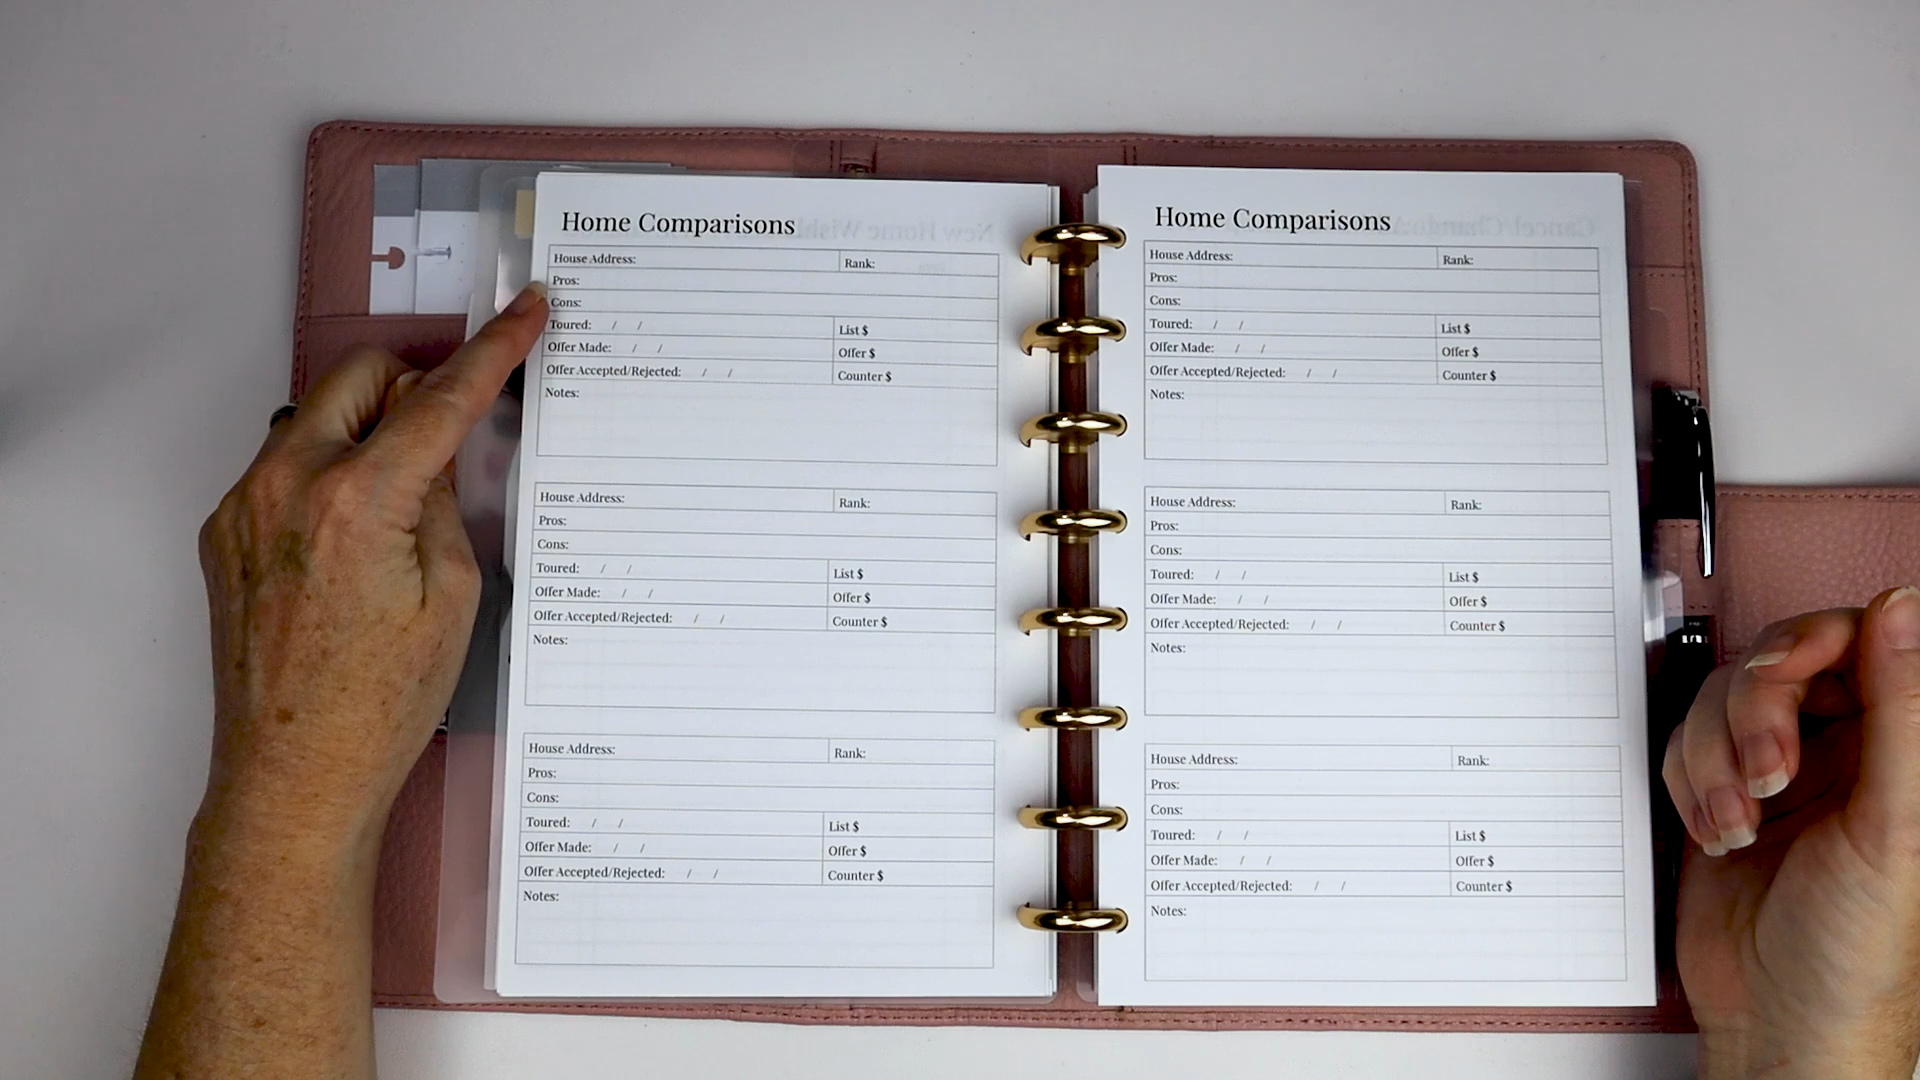 Home Comparisons
House Address: Rank:
Pros:
Cons:
Toured: / / List $
Offer Made: / / Offer $
Offer Accepted/Rejected: / / Counter $
Notes:
House Address: Rank:
Pros:
Cons:
Toured: / / List $
Offer Made: / / Offer $
Offer Accepted/Rejected: / / Counter $
Notes:
House Address: Rank:
Pros:
Cons:
Toured: / / List $
Offer Made: / / Offer $
Offer Accepted/Rejected: / / Counter $
Notes:
Home Comparisons
House Address: Rank:
Pros:
Cons:
Toured: / / List $
Offer Made: / / Offer $
Offer Accepted/Rejected: / / Counter $
Notes:
House Address: Rank:
Pros:
Cons:
Toured: / / List $
Offer Made: / / Offer $
Offer Accepted/Rejected: / / Counter $
Notes:
House Address: Rank:
Pros:
Cons:
Toured: / / List $
Offer Made: / / Offer $
Offer Accepted/Rejected: / / Counter $
Notes: